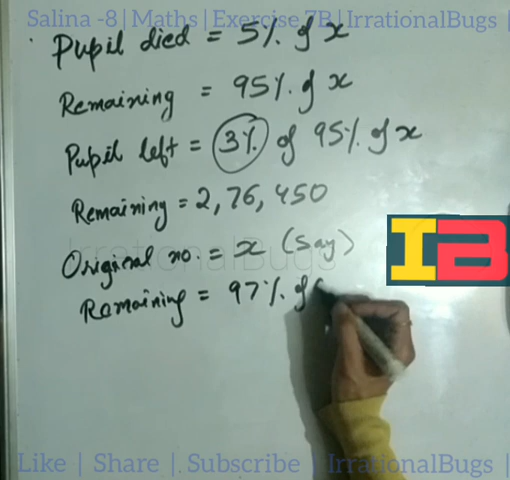 Salina -8 | Maths | Exercise 7B | IrrationalBugs |
Pupil died = 5% of x
Remaining = 95% of x
Pupil left = 3% of 95% of x
Remaining = 2,76,450
Original no. = x (Say)
IrrationalBugs
IB
Remaining = 97% of
Like | Share | Subscribe | IrrationalBugs |